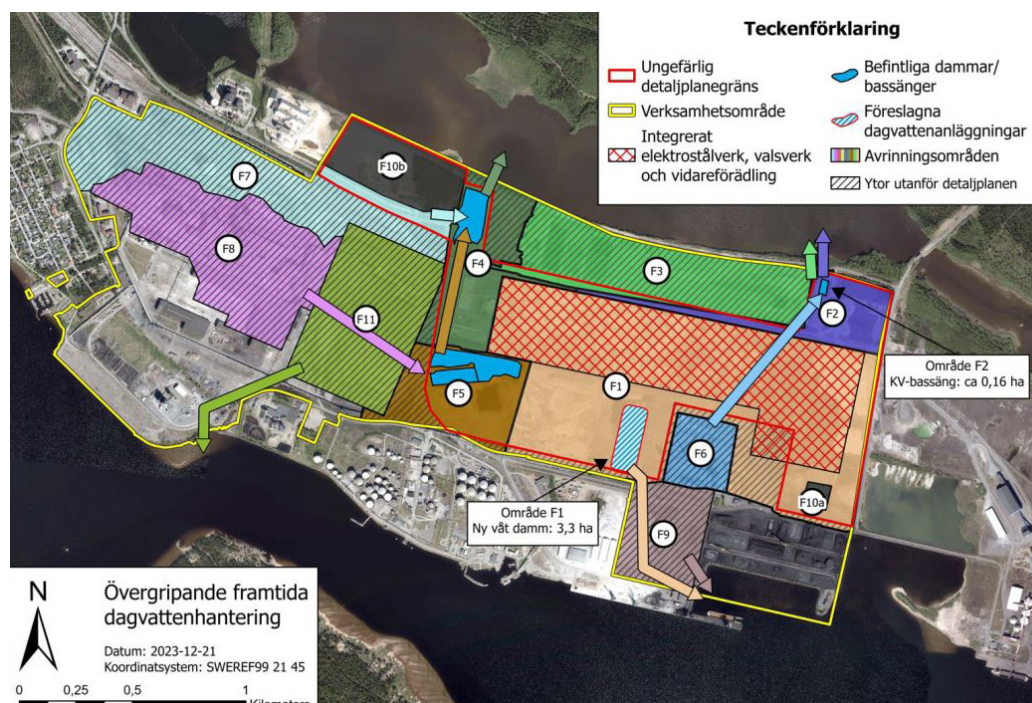 Teckenförklaring
Ungefärlig
detaljplanegräns
Verksamhetsområde
Integrerat
elektrostålverk, valsverk
och vidareförädling
Befintliga dammar/
bassänger
Föreslagna
dagvattenanläggningar
Avrinningsområden
Ytor utanför detaljplanen
F10b
F7
F8
F4
F3
F11
F2
F5
F1
F6
F10a
F9
Område F2
KV-bassäng: ca 0,16 ha
Område F1
Ny våt damm: 3,3 ha
N
Övergripande framtida
dagvattenhantering
Datum: 2023-12-21
Koordinatsystem: SWEREF99 21 45
0 0,25 0,5 1
Kilometers